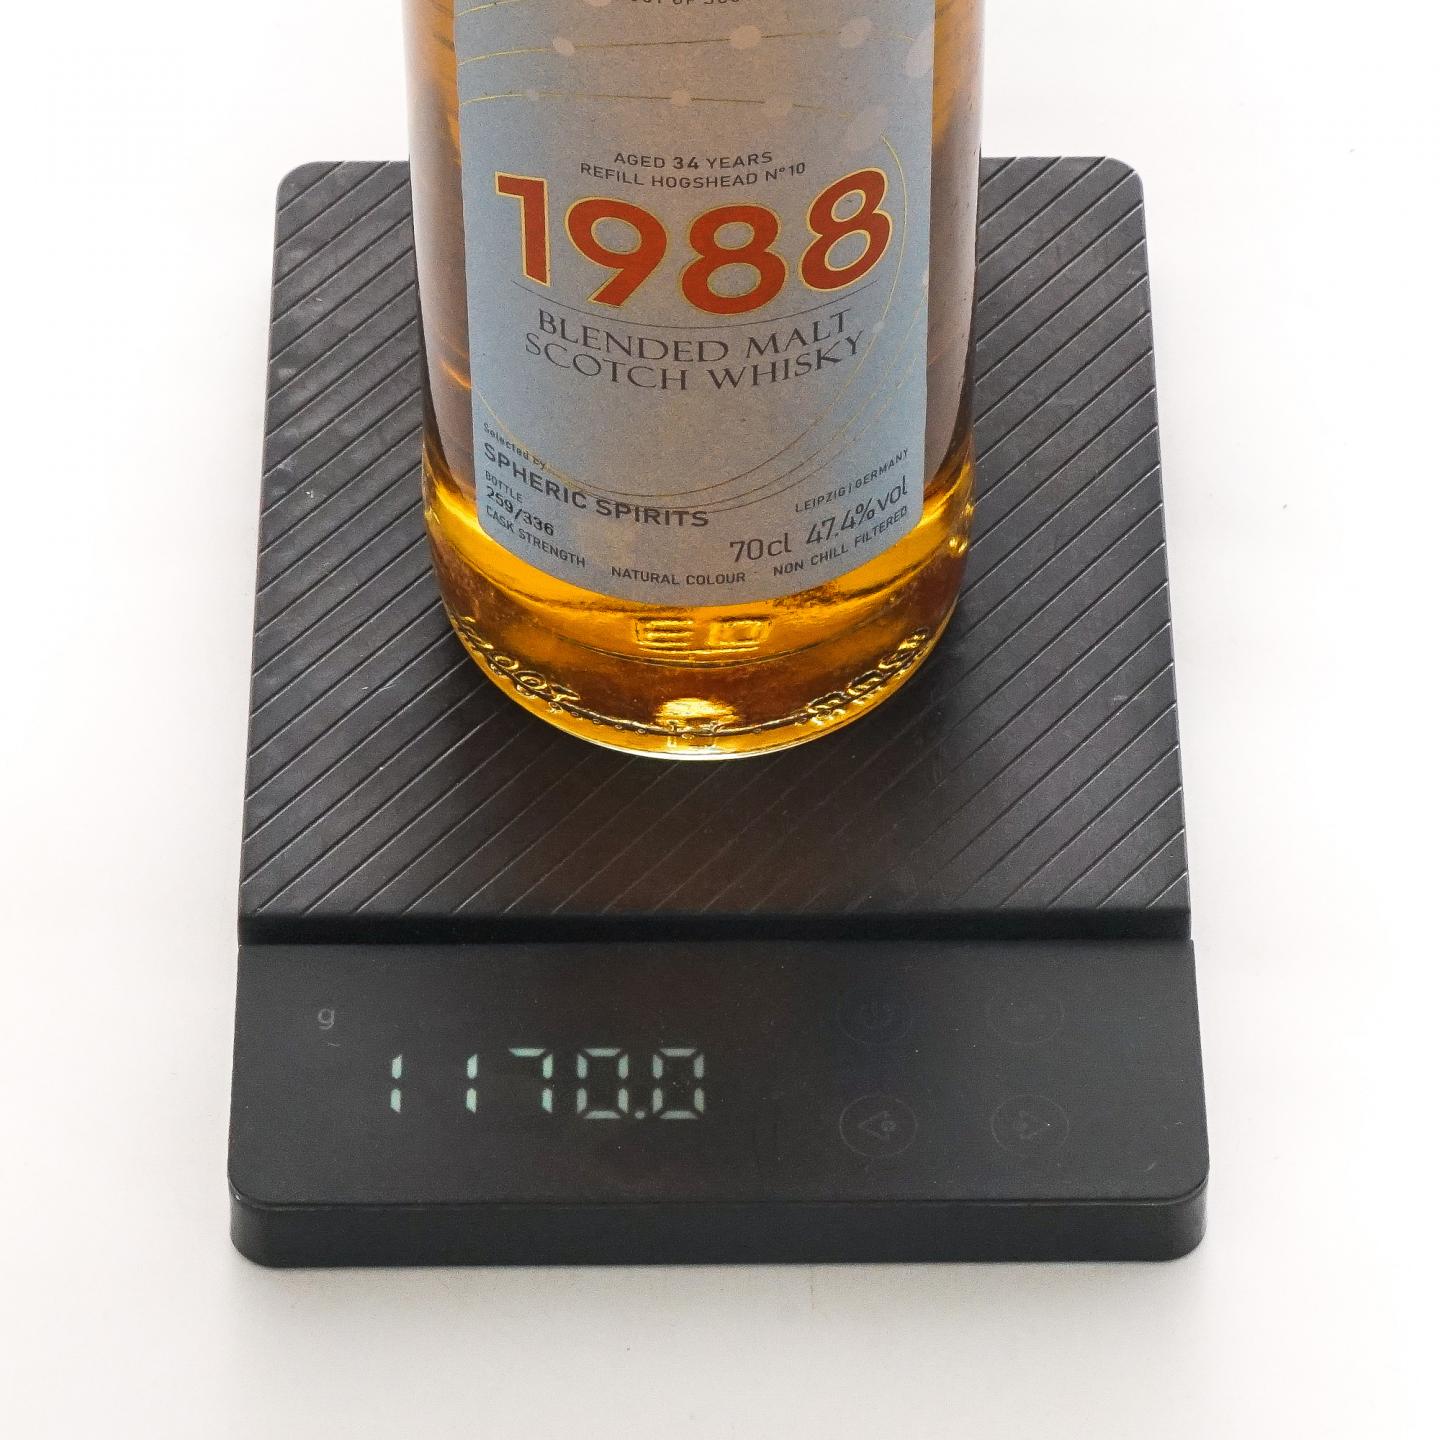 AGED 34 YEARS
REFILL HOGSHEAD N°10
1988
BLENDED MALT
SCOTCH WHISKY
Selected by
SPHERIC SPIRITS
LEIPZIG | GERMANY
BOTTLE
259/336
70cl 47.4%vol
CASK STRENGTH NATURAL COLOUR NON CHILL FILTERED
g
1170.0